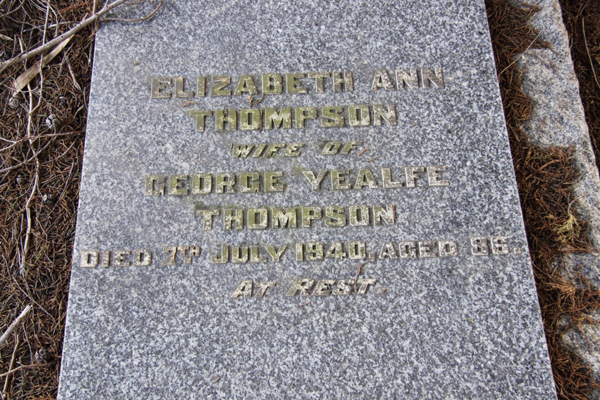 ELIZABETH ANN
THOMPSON
WIFE OF
GEORGE YEALFE
THOMPSON
DIED 7TH JULY 1940, AGED 86
AT REST.